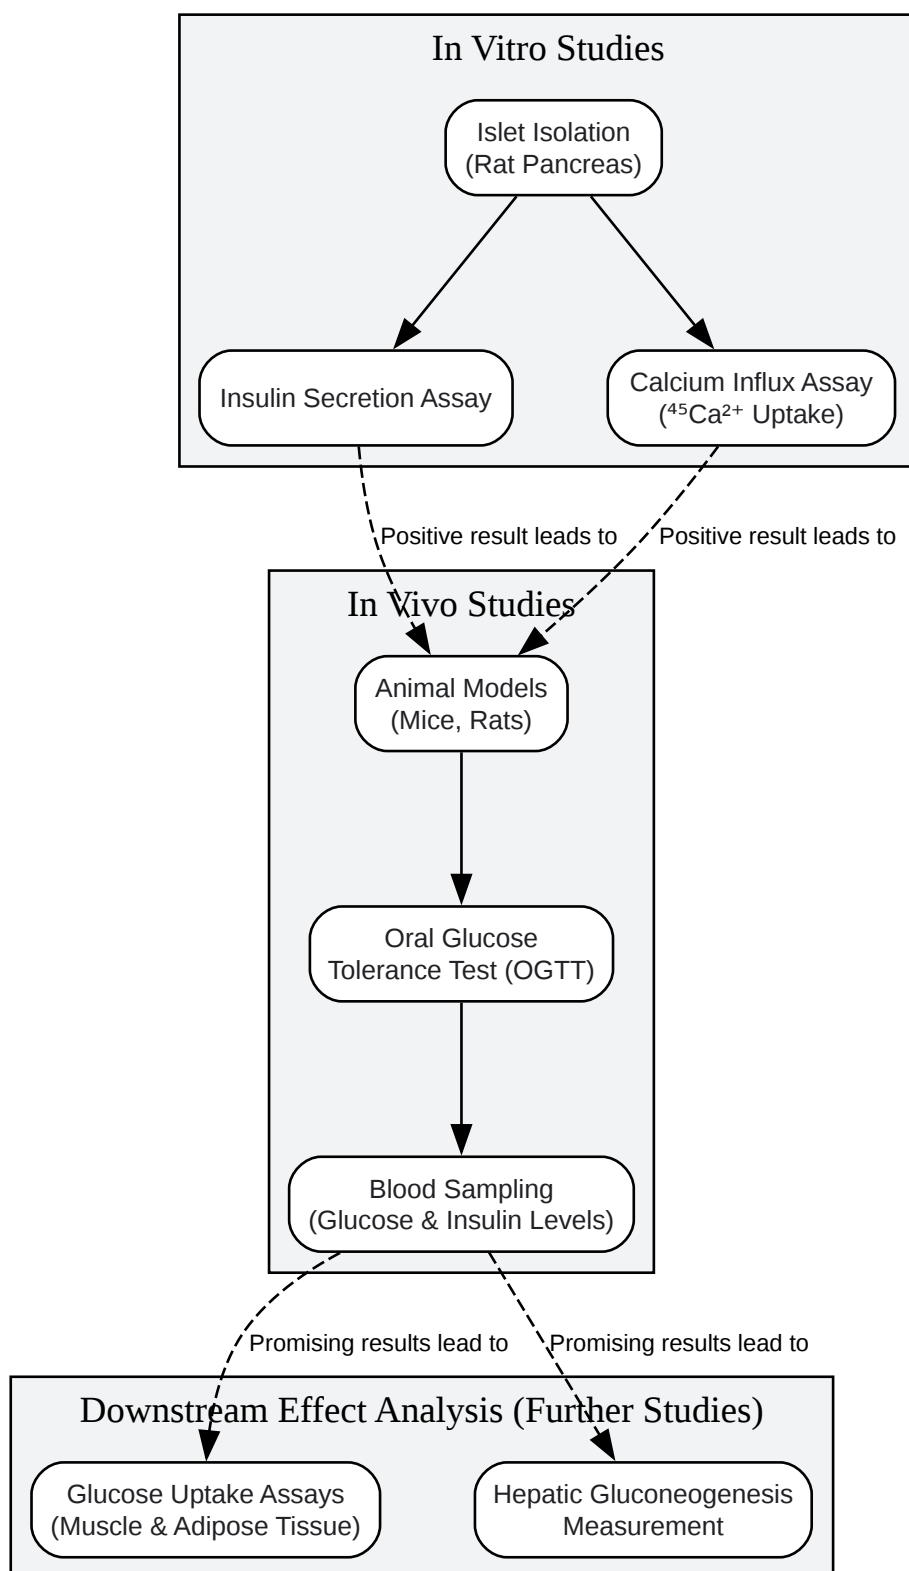 In Vitro Studies
Islet Isolation
(Rat Pancreas)
Insulin Secretion Assay
Calcium Influx Assay
(⁴⁵Ca²⁺ Uptake)
Positive result leads to
Positive result leads to
In Vivo Studies
Animal Models
(Mice, Rats)
Oral Glucose
Tolerance Test (OGTT)
Blood Sampling
(Glucose & Insulin Levels)
Promising results lead to
Promising results lead to
Downstream Effect Analysis (Further Studies)
Glucose Uptake Assays
(Muscle & Adipose Tissue)
Hepatic Gluconeogenesis
Measurement